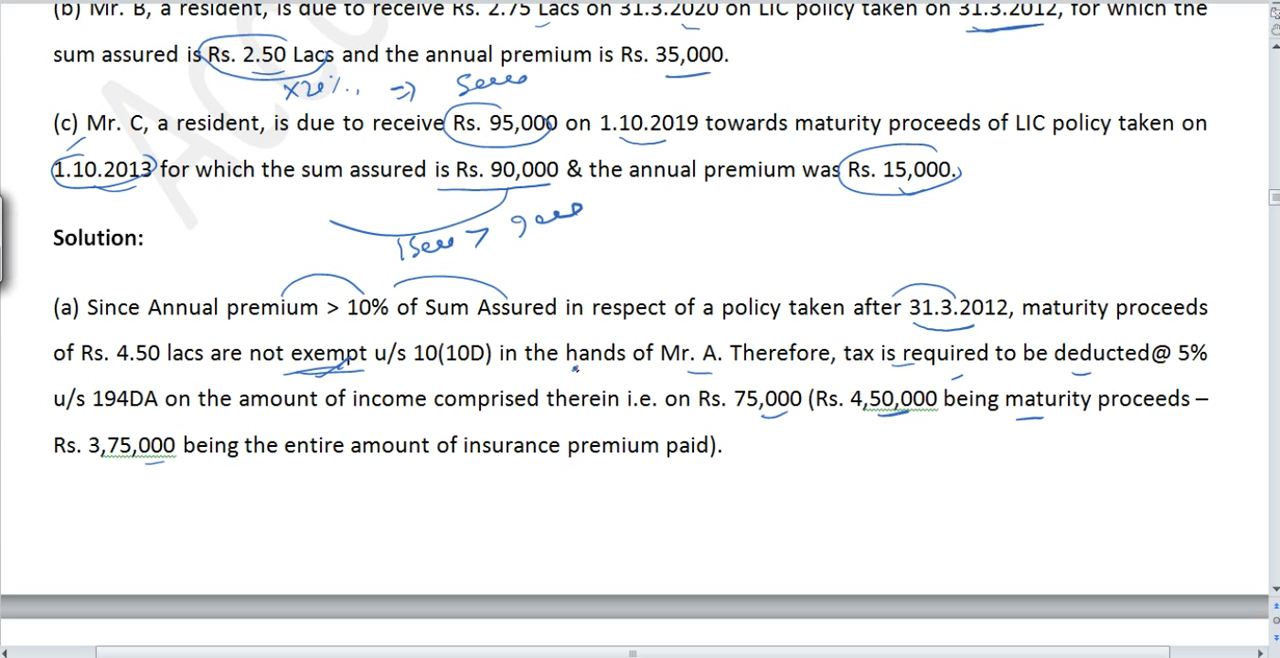 (b) Mr. B, a resident, is due to receive Rs. 2.75 Lacs on 31.3.2020 on LIC policy taken on 31.3.2012, for which the
sum assured is Rs. 2.50 Lacs and the annual premium is Rs. 35,000.
x20%
(c) Mr. C, a resident, is due to receive Rs. 95,000 on 1.10.2019 towards maturity proceeds of LIC policy taken on
1.10.2013 for which the sum assured is Rs. 90,000 & the annual premium was Rs. 15,000.
Solution:
(a) Since Annual premium > 10% of Sum Assured in respect of a policy taken after 31.3.2012, maturity proceeds
of Rs. 4.50 lacs are not exempt u/s 10(10D) in the hands of Mr. A. Therefore, tax is required to be deducted@ 5%
u/s 194DA on the amount of income comprised therein i.e. on Rs. 75,000 (Rs. 4,50,000 being maturity proceeds –
Rs. 3,75,000 being the entire amount of insurance premium paid).